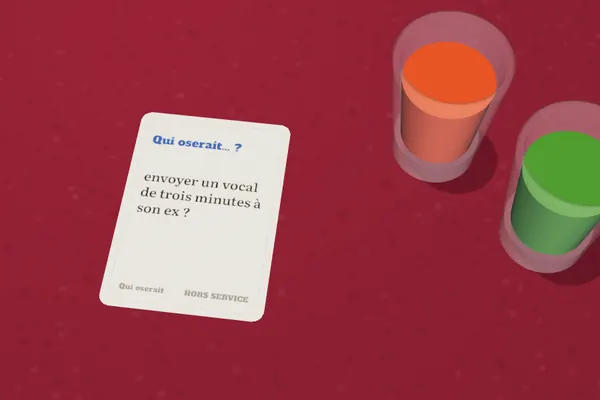 Qui oserait... ?
envoyer un vocal
de trois minutes à
son ex ?
Qui oserait HORS SERVICE